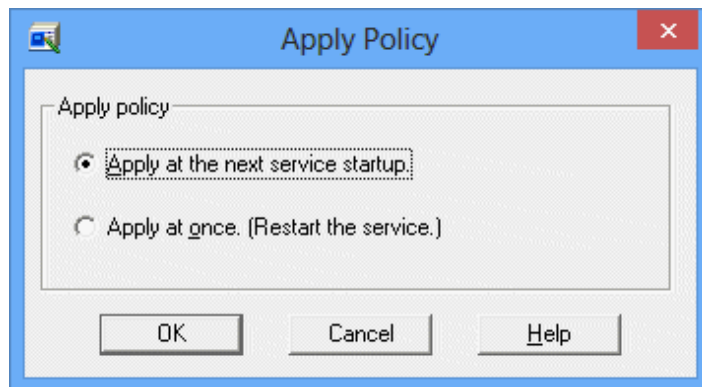 Apply Policy
Apply policy
Apply at the next service startup.
Apply at once. (Restart the service.)
OK
Cancel
Help